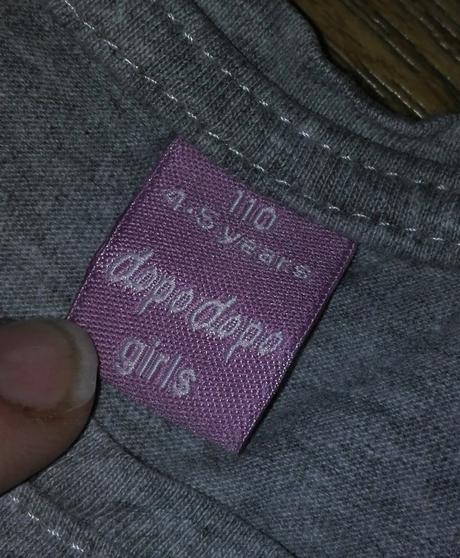 110
4-5 years
dopodopo
girls